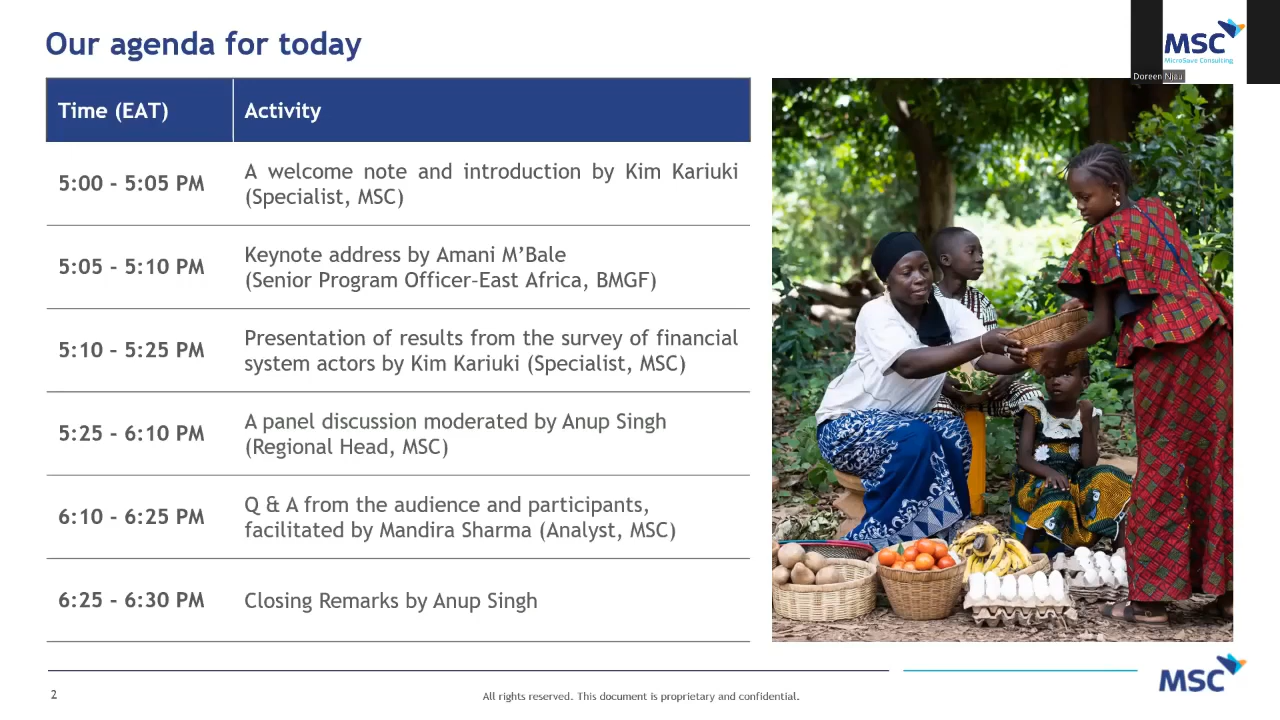 Our agenda for today
MSC
MicroSave Consulting
Doreen Njau
Time (EAT) Activity
5:00 - 5:05 PM A welcome note and introduction by Kim Kariuki
(Specialist, MSC)
5:05 - 5:10 PM Keynote address by Amani M’Bale
(Senior Program Officer-East Africa, BMGF)
5:10 – 5:25 PM Presentation of results from the survey of financial
system actors by Kim Kariuki (Specialist, MSC)
5:25 - 6:10 PM A panel discussion moderated by Anup Singh
(Regional Head, MSC)
6:10 - 6:25 PM Q & A from the audience and participants,
facilitated by Mandira Sharma (Analyst, MSC)
6:25 - 6:30 PM Closing Remarks by Anup Singh
2
All rights reserved. This document is proprietary and confidential.
MSC